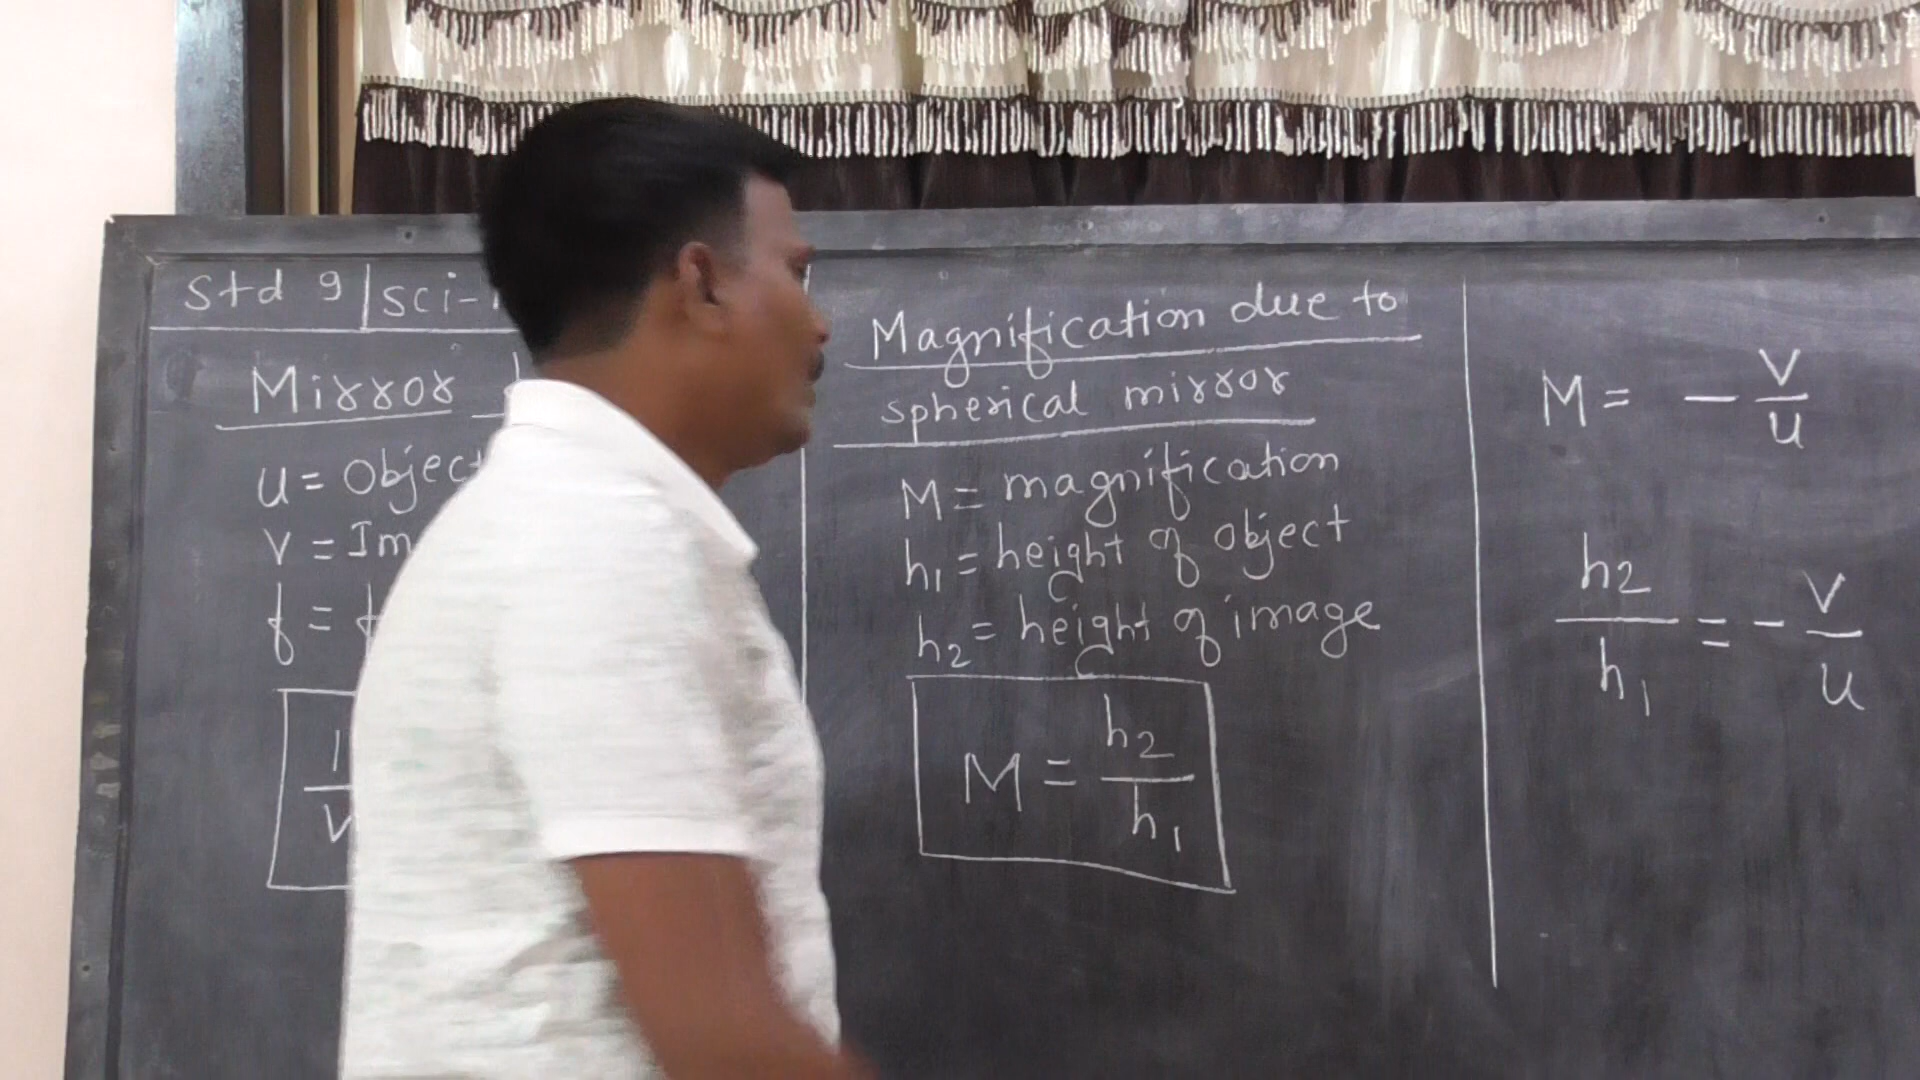 Std 9 | sci-
Mirror
u = Object
v = Im
f =
1
v
Magnification due to
spherical mirror
M = magnification
h1 = height of object
h2 = height of image
M = h2/h1
M = - v/u
h2/h1 = - v/u